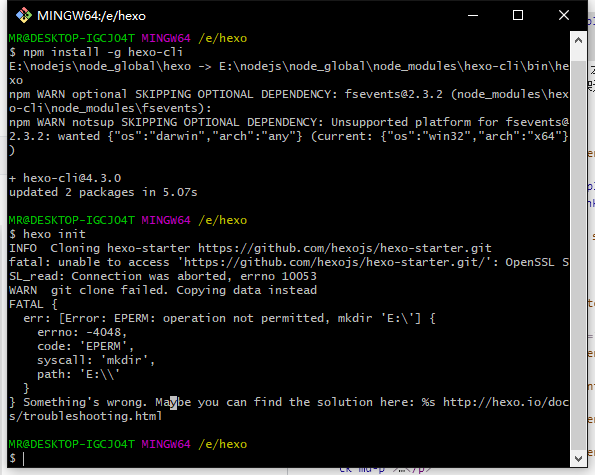 MINGW64:/e/hexo
MR@DESKTOP-IGCJO4T MINGW64 /e/hexo
$ npm install -g hexo-cli
E:\nodejs\node_global\hexo -> E:\nodejs\node_global\node_modules\hexo-cli\bin\he
xo
npm WARN optional SKIPPING OPTIONAL DEPENDENCY: fsevents@2.3.2 (node_modules\hex
o-cli\node_modules\fsevents):
npm WARN notsup SKIPPING OPTIONAL DEPENDENCY: Unsupported platform for fsevents@
2.3.2: wanted {"os":"darwin","arch":"any"} (current: {"os":"win32","arch":"x64"}
)
+ hexo-cli@4.3.0
updated 2 packages in 5.07s
MR@DESKTOP-IGCJO4T MINGW64 /e/hexo
$ hexo init
INFO  Cloning hexo-starter https://github.com/hexojs/hexo-starter.git
fatal: unable to access 'https://github.com/hexojs/hexo-starter.git/': OpenSSL S
SL_read: Connection was aborted, errno 10053
WARN  git clone failed. Copying data instead
FATAL {
  err: [Error: EPERM: operation not permitted, mkdir 'E:\'] {
    errno: -4048,
    code: 'EPERM',
    syscall: 'mkdir',
    path: 'E:\\'
  }
} Something's wrong. Maybe you can find the solution here: %s http://hexo.io/doc
s/troubleshooting.html
MR@DESKTOP-IGCJO4T MINGW64 /e/hexo
$